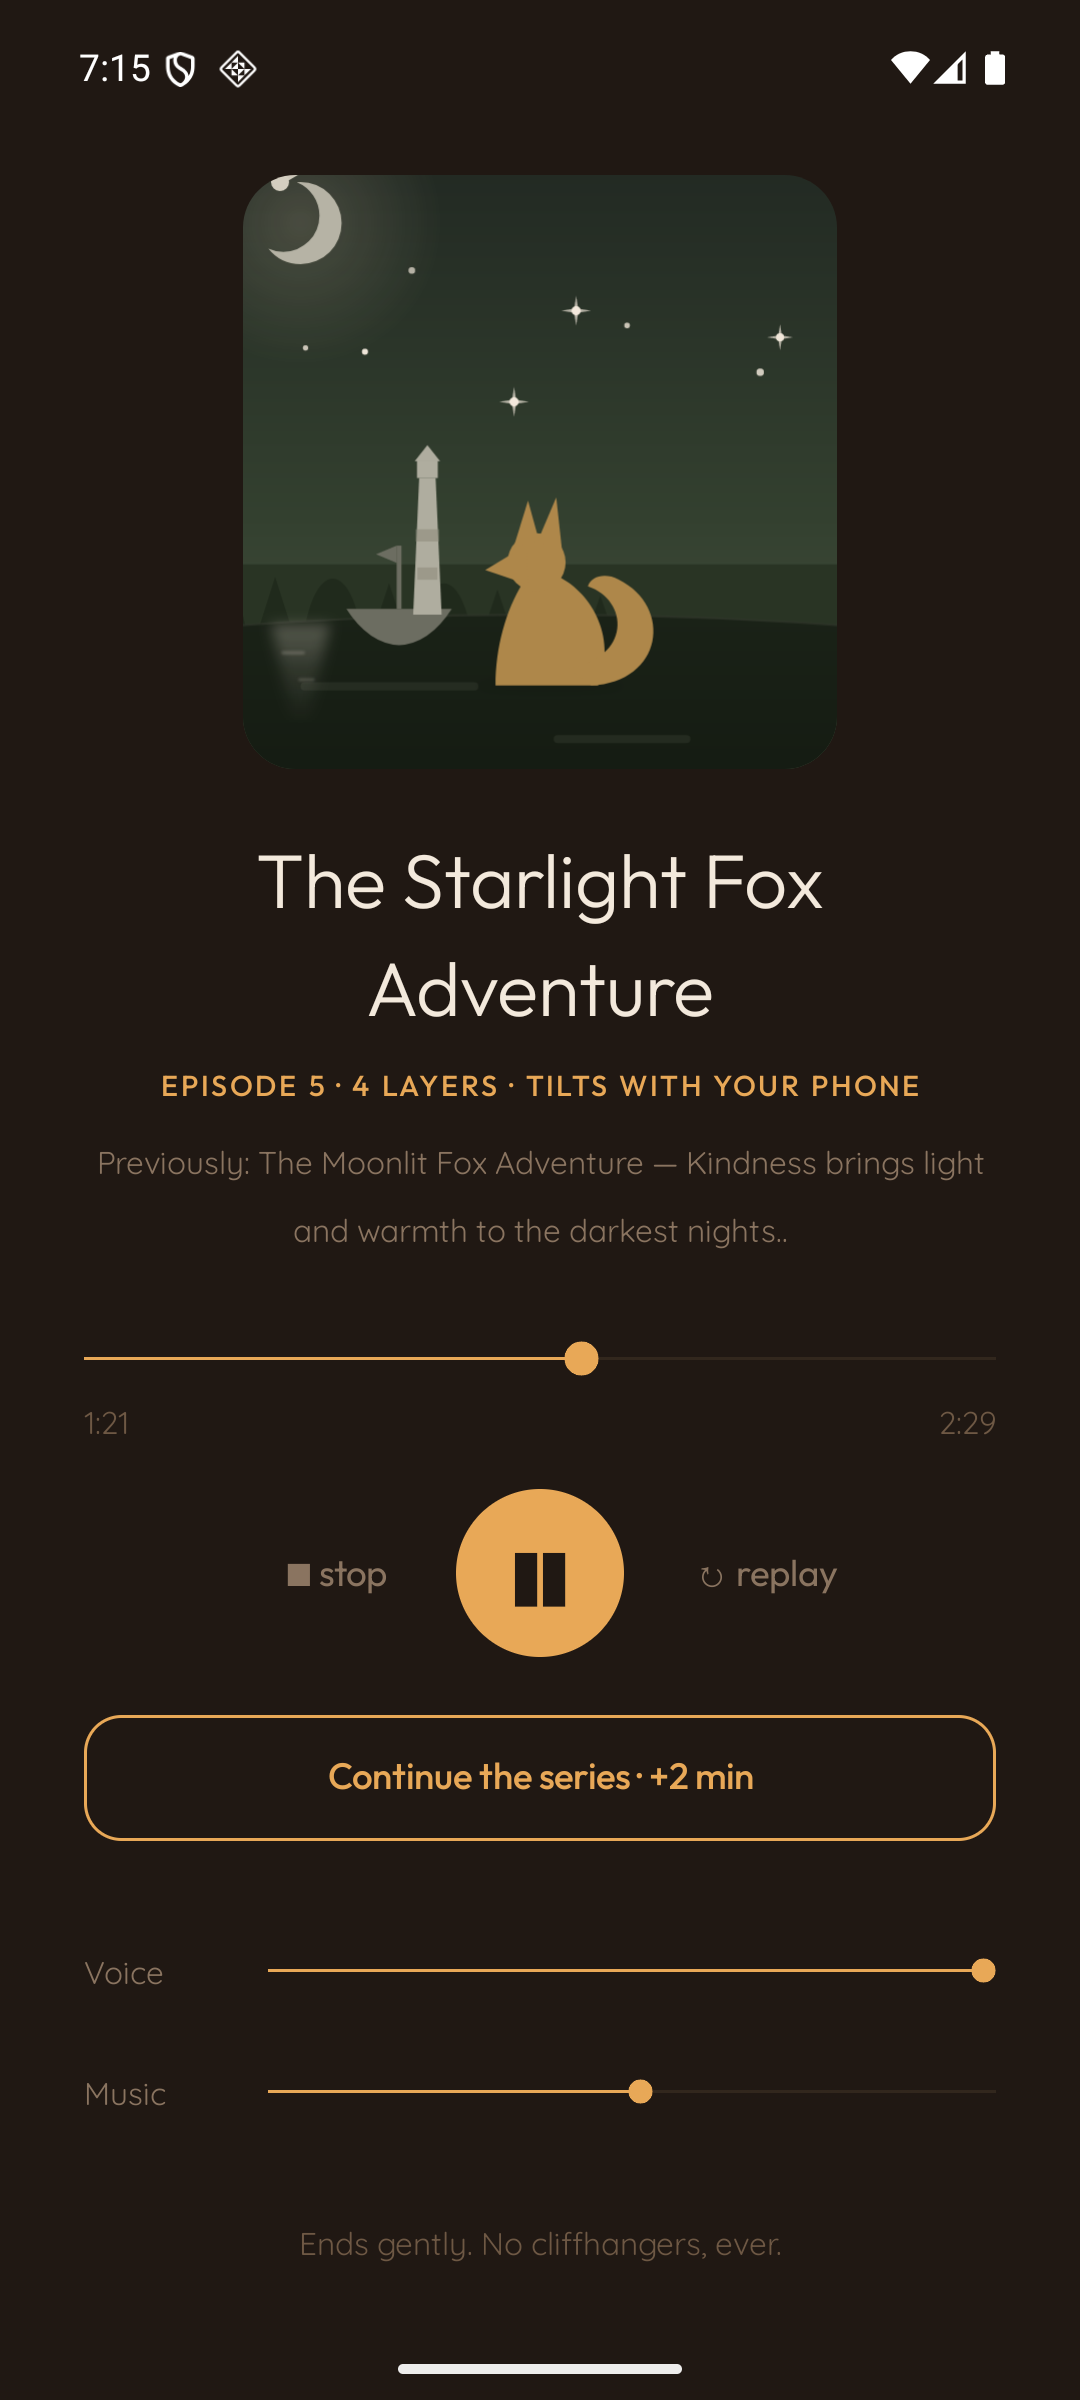 7:15
The Starlight Fox
Adventure
EPISODE 5 · 4 LAYERS · TILTS WITH YOUR PHONE
Previously: The Moonlit Fox Adventure — Kindness brings light
and warmth to the darkest nights..
1:21 2:29
stop replay
Continue the series · +2 min
Voice
Music
Ends gently. No cliffhangers, ever.